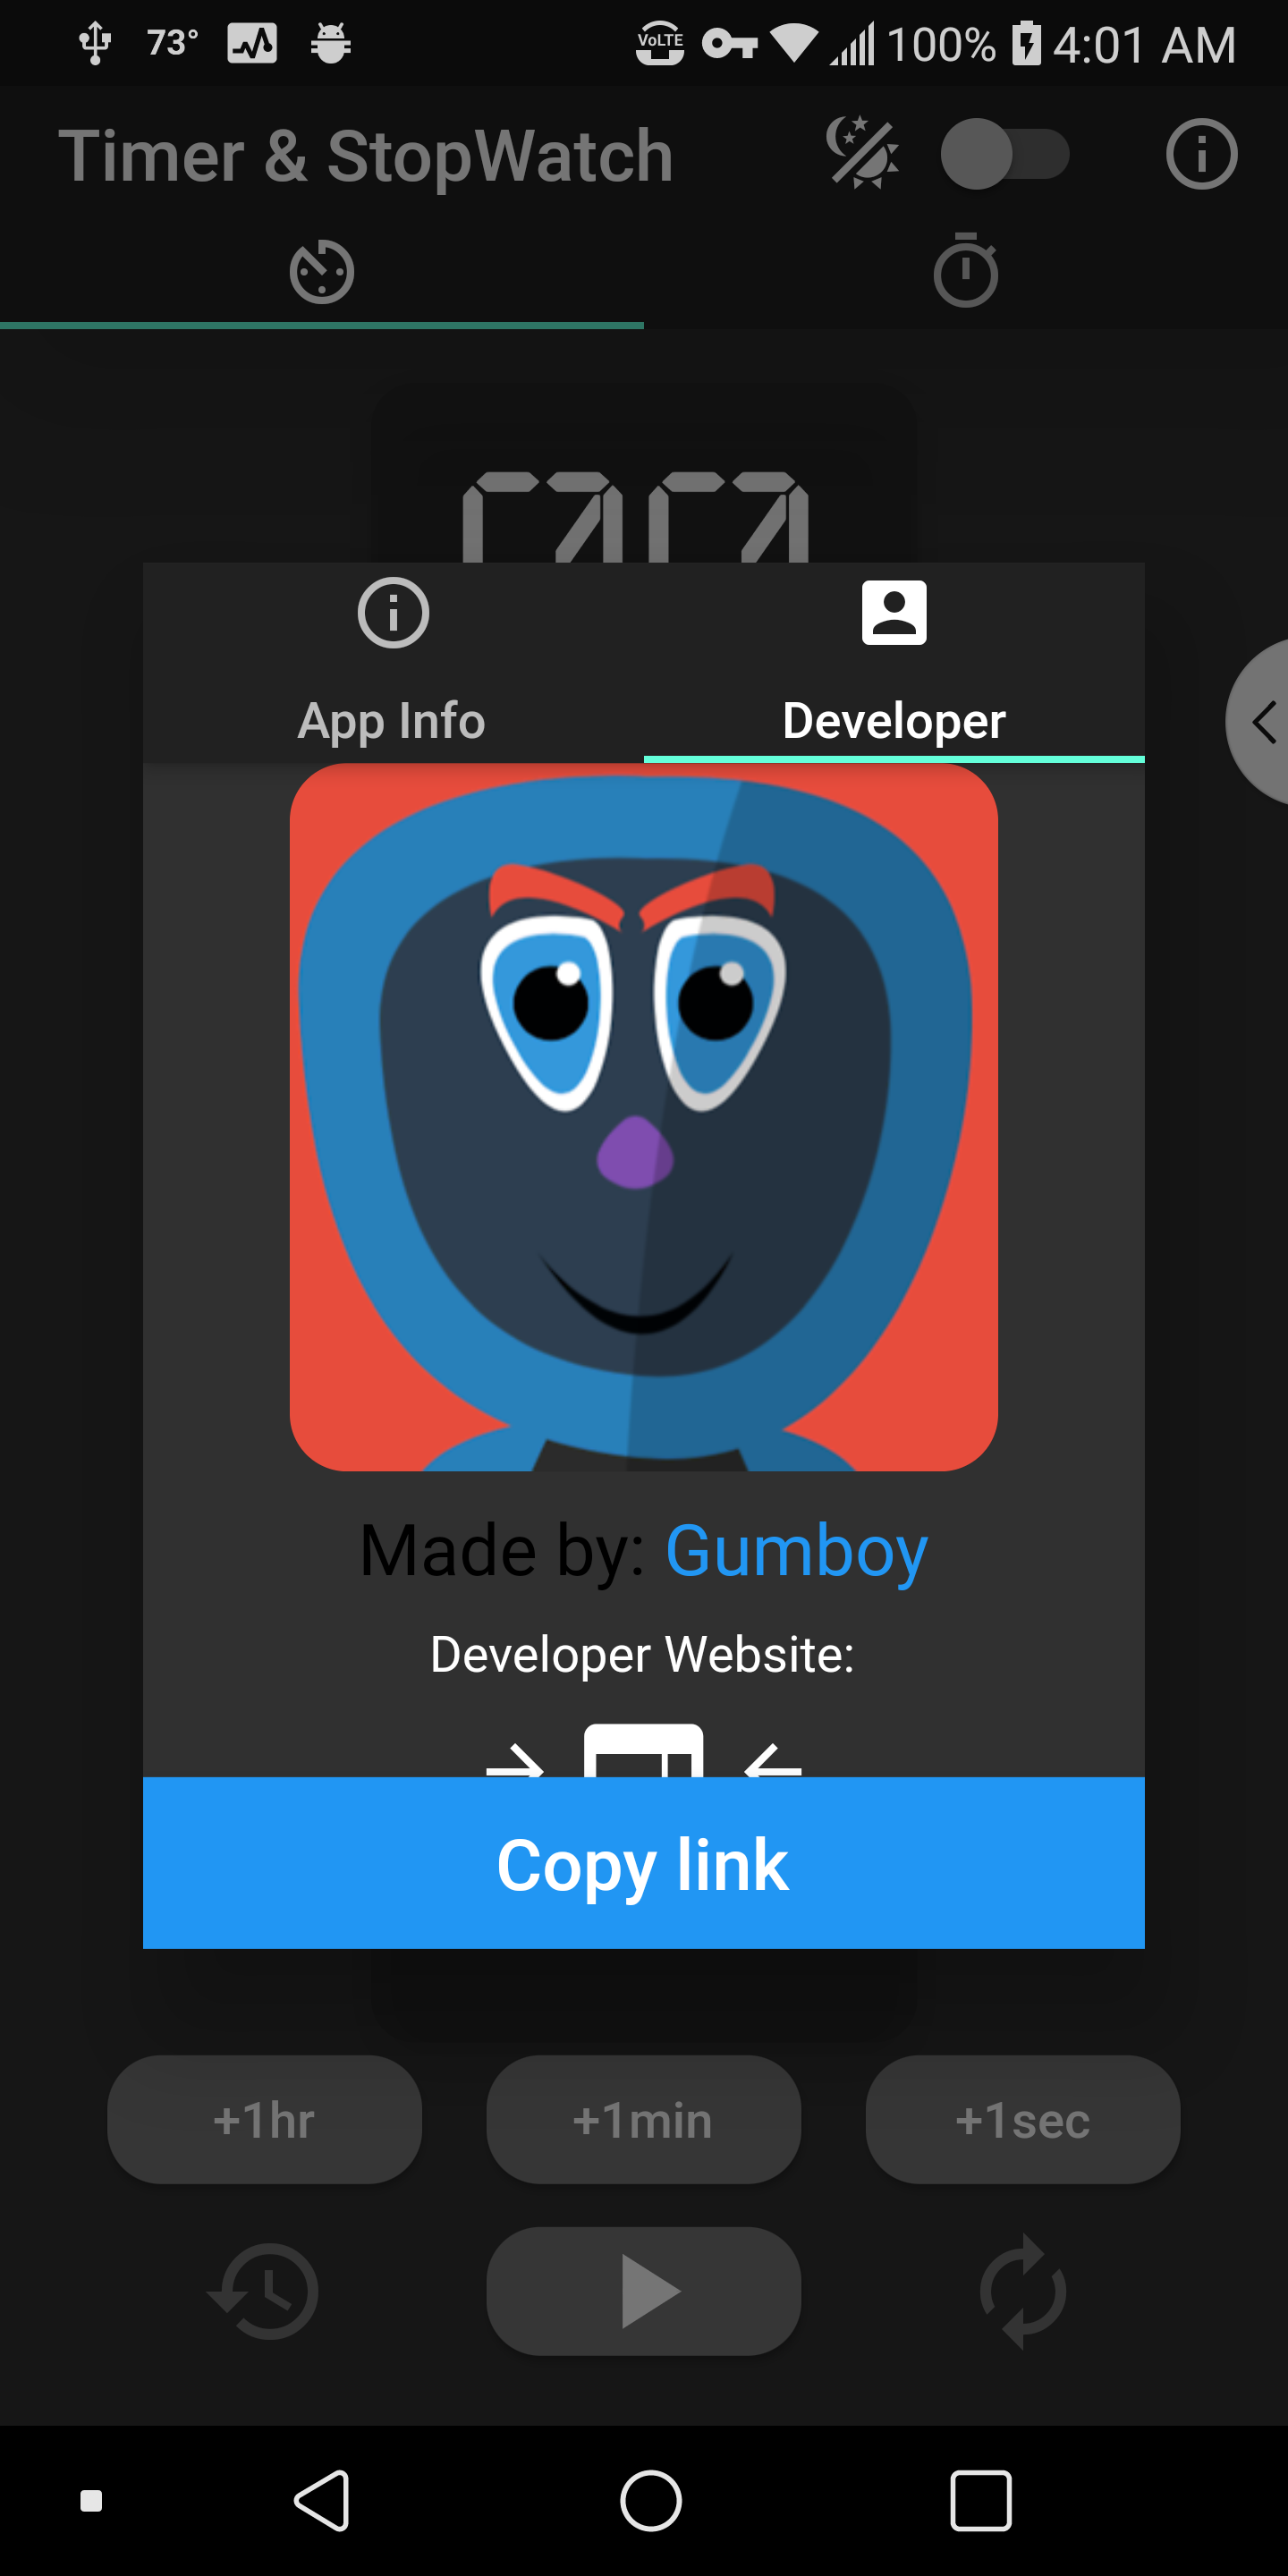 73° VoLTE 100% 4:01 AM
Timer & StopWatch
App Info Developer
Made by: Gumboy
Developer Website:
Copy link
+1hr +1min +1sec